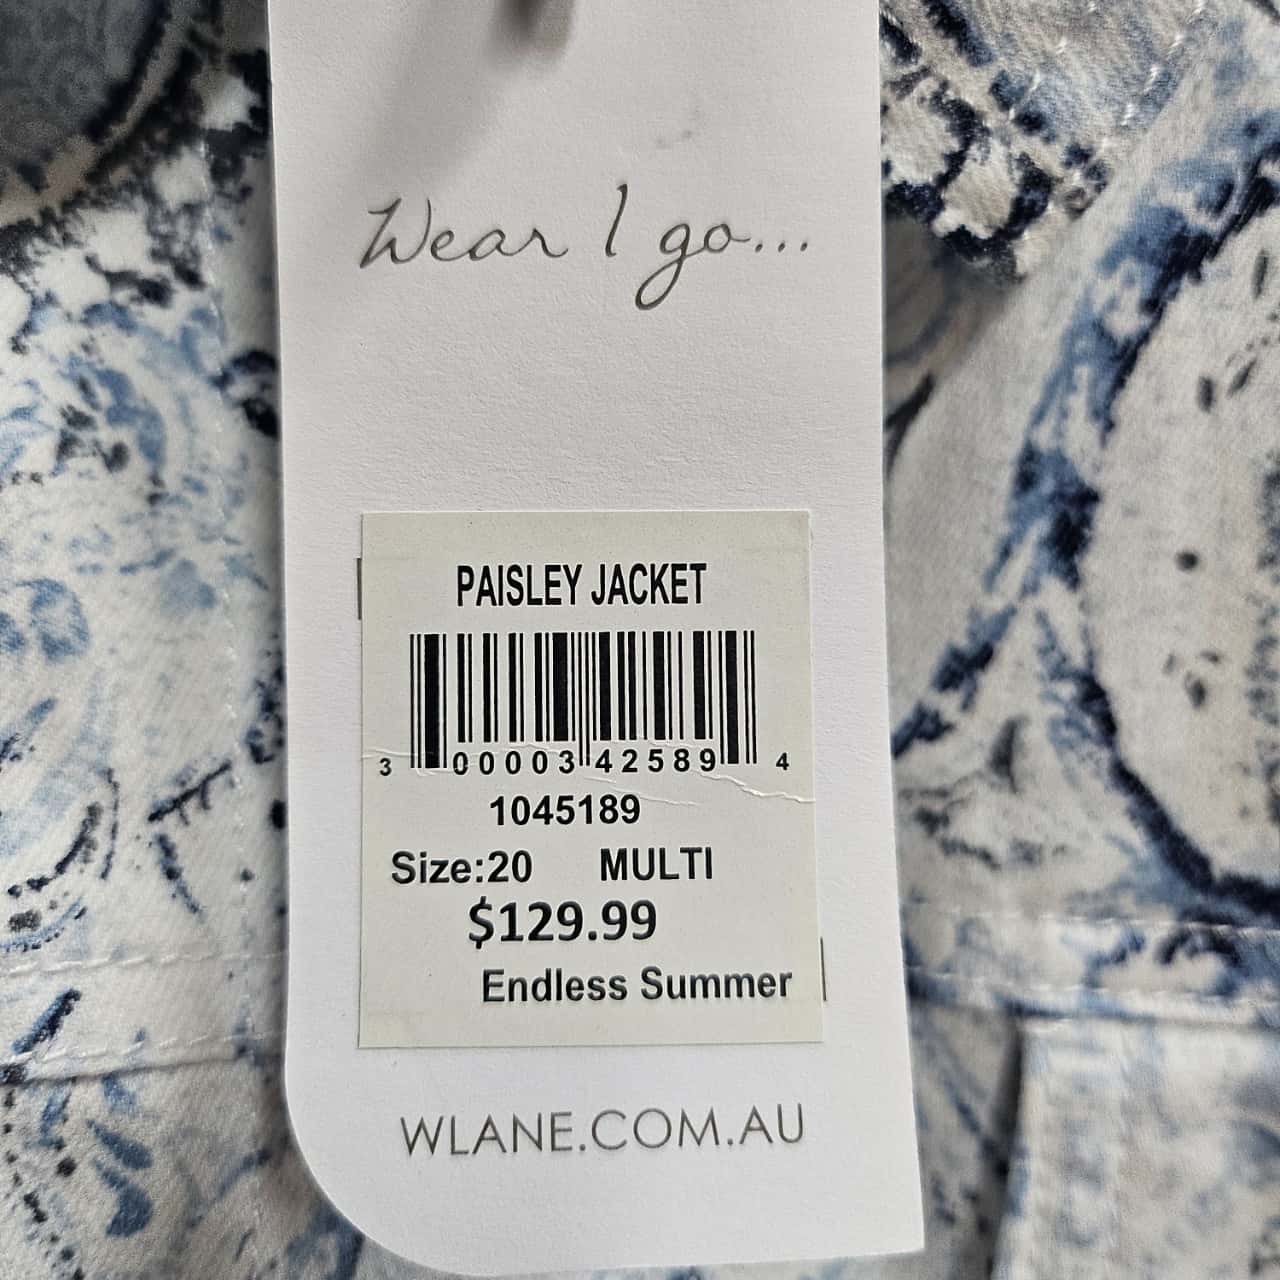 Wear I go...
PAISLEY JACKET
3 00003 42589 4
1045189
Size:20 MULTI
$129.99
Endless Summer
WLANE.COM.AU